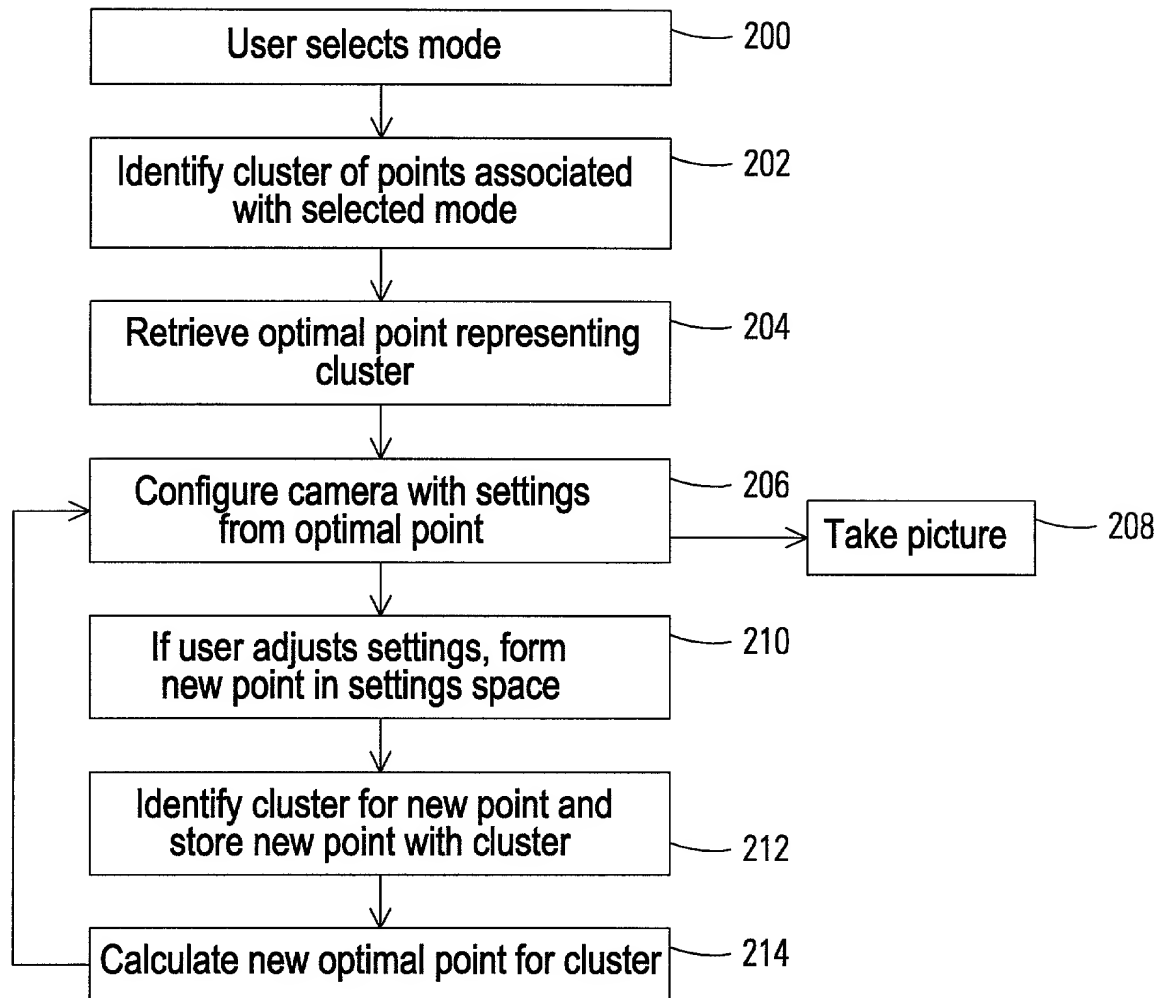 User selects mode
200
Identify cluster of points associated
with selected mode
202
Retrieve optimal point representing
cluster
204
Configure camera with settings
from optimal point
206
Take picture
208
If user adjusts settings, form
new point in settings space
210
Identify cluster for new point and
store new point with cluster
212
Calculate new optimal point for cluster
214